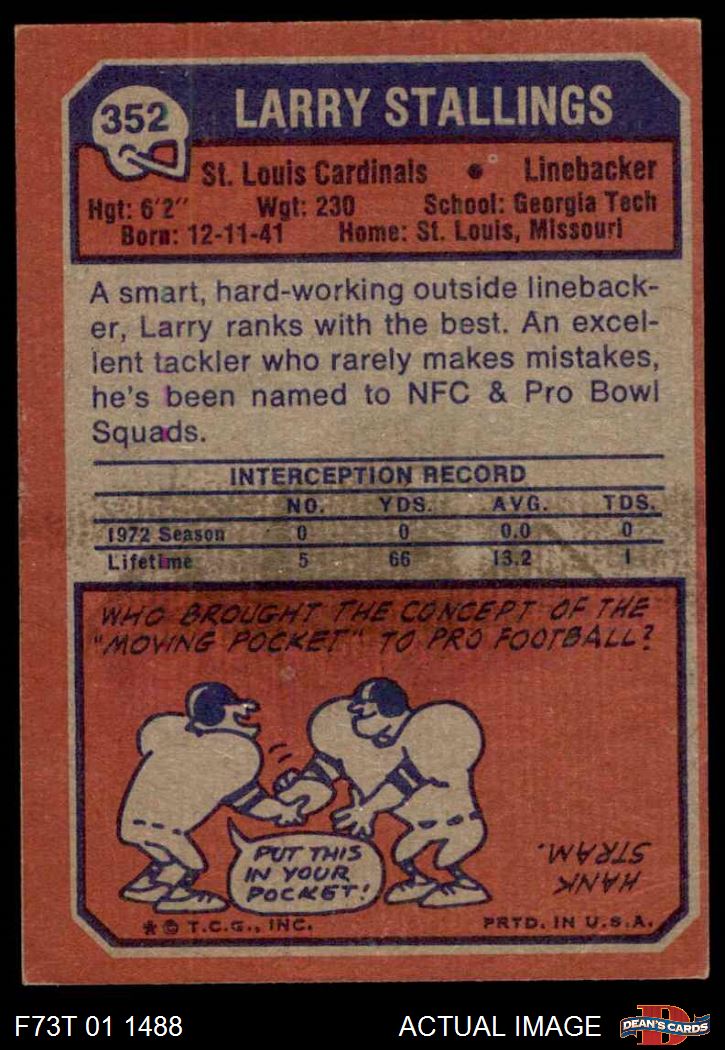 352
LARRY STALLINGS
St. Louis Cardinals • Linebacker
Hgt: 6'2" Wgt: 230 School: Georgia Tech
Born: 12-11-41 Home: St. Louis, Missouri
A smart, hard-working outside lineback-
er, Larry ranks with the best. An excel-
lent tackler who rarely makes mistakes,
he's been named to NFC & Pro Bowl
Squads.
INTERCEPTION RECORD
NO. YDS. AVG. TDS.
1972 Season 0 0 0.0 0
Lifetime 5 66 13.2 1
WHO BROUGHT THE CONCEPT OF THE
"MOVING POCKET" TO PRO FOOTBALL?
PUT THIS
IN YOUR
POCKET!
HANK
STRAM.
* © T.C.G., INC. PRTD. IN U.S.A.
F73T 01 1488 ACTUAL IMAGE
D
DEAN'S CARDS